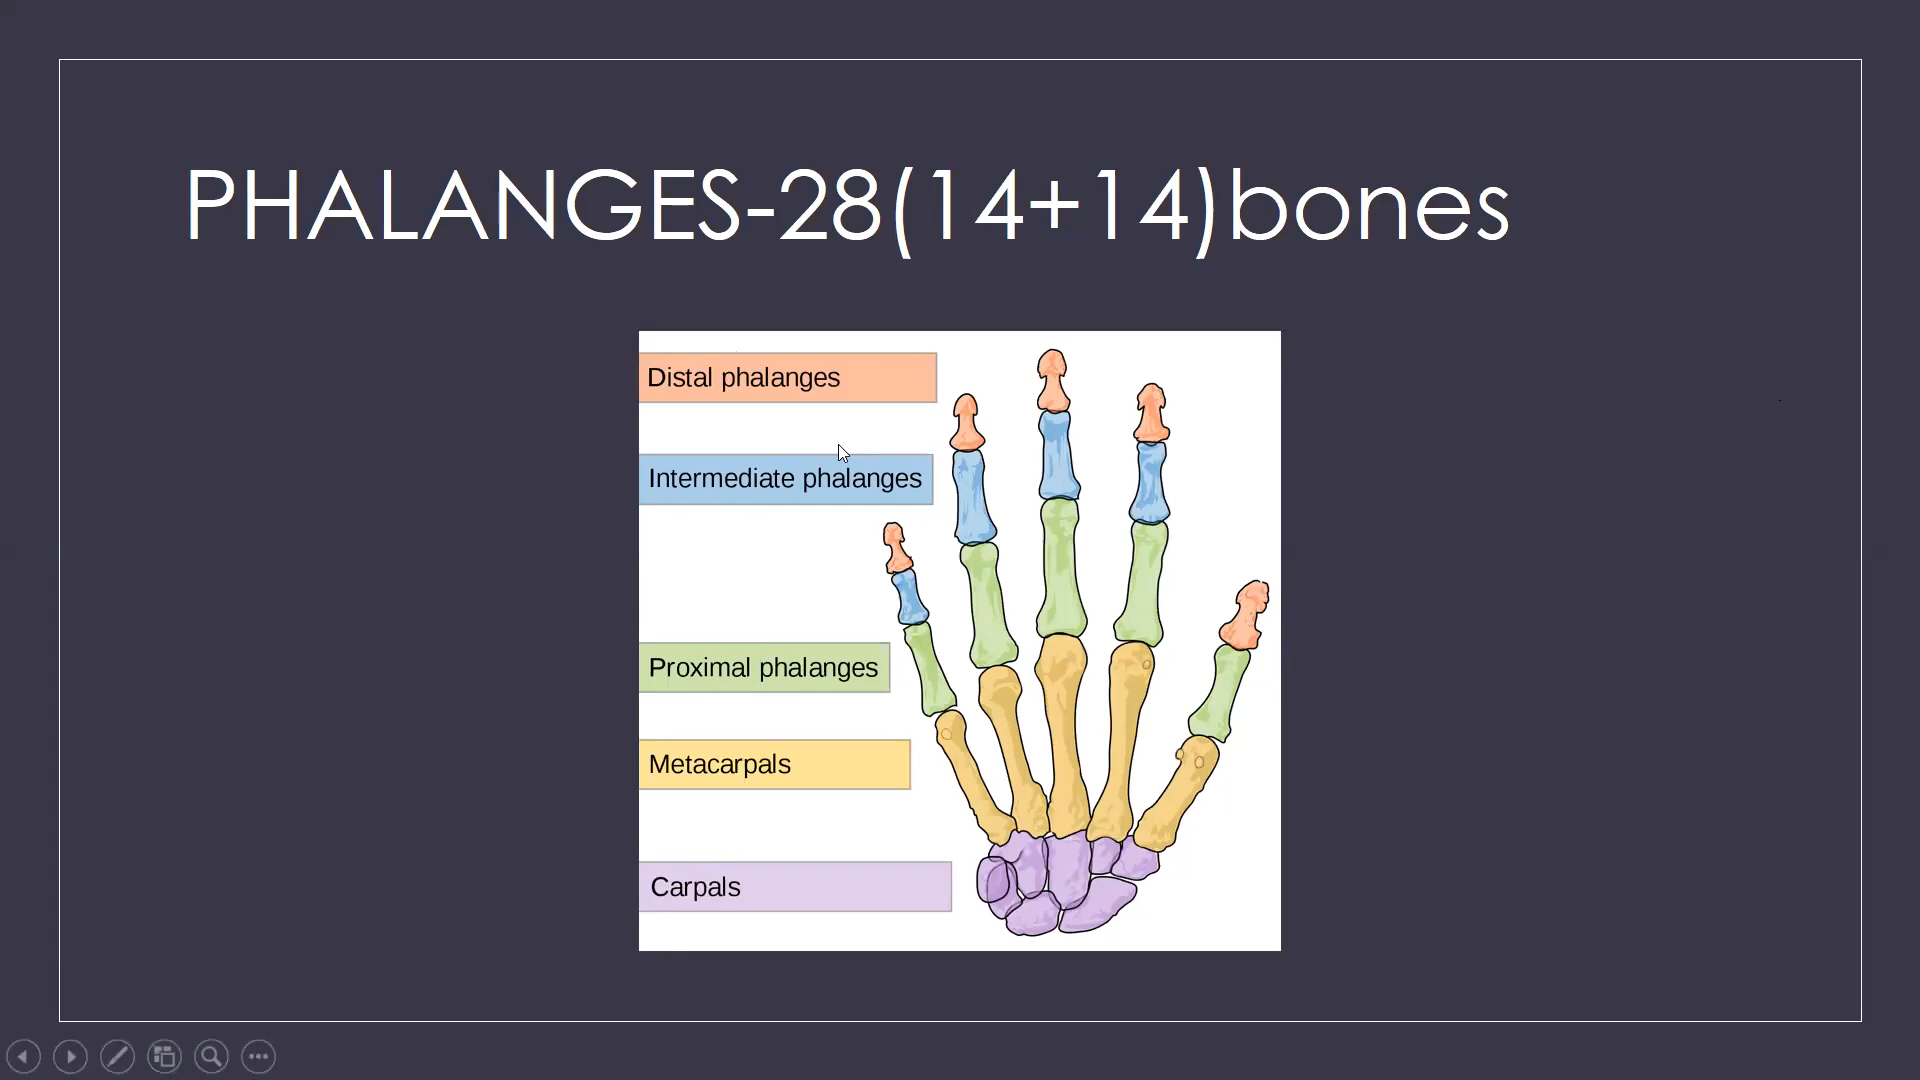 PHALANGES-28(14+14)bones
Distal phalanges
Intermediate phalanges
Proximal phalanges
Metacarpals
Carpals